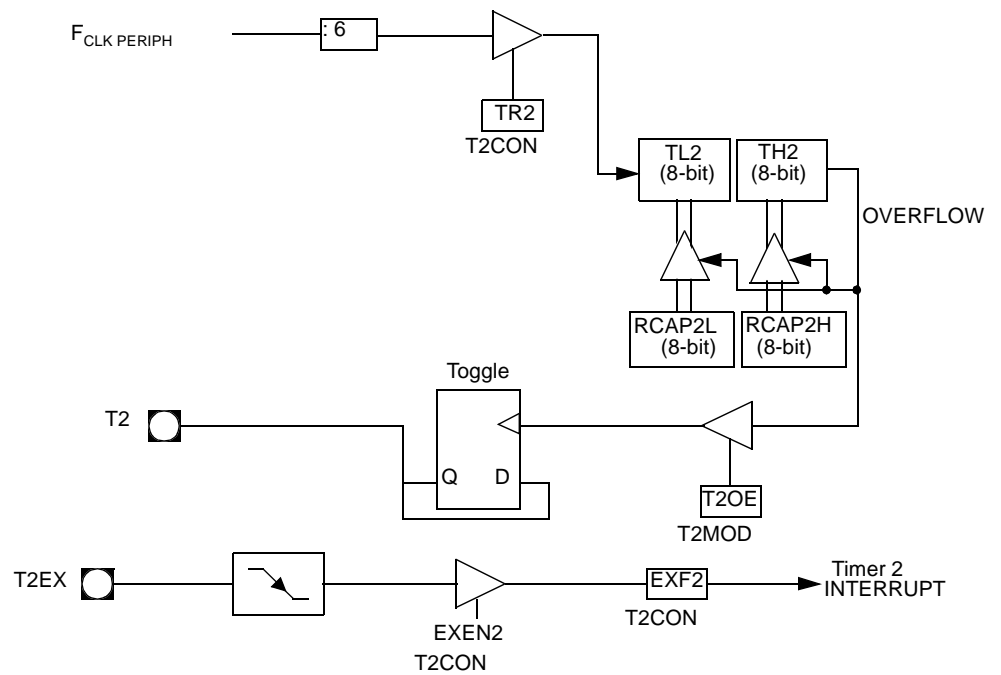 F CLK PERIPH
: 6
TR2
T2CON
TL2
(8-bit)
TH2
(8-bit)
OVERFLOW
RCAP2L
(8-bit)
RCAP2H
(8-bit)
Toggle
T2
Q D
T2OE
T2MOD
T2EX
EXEN2
T2CON
EXF2
T2CON
Timer 2
INTERRUPT